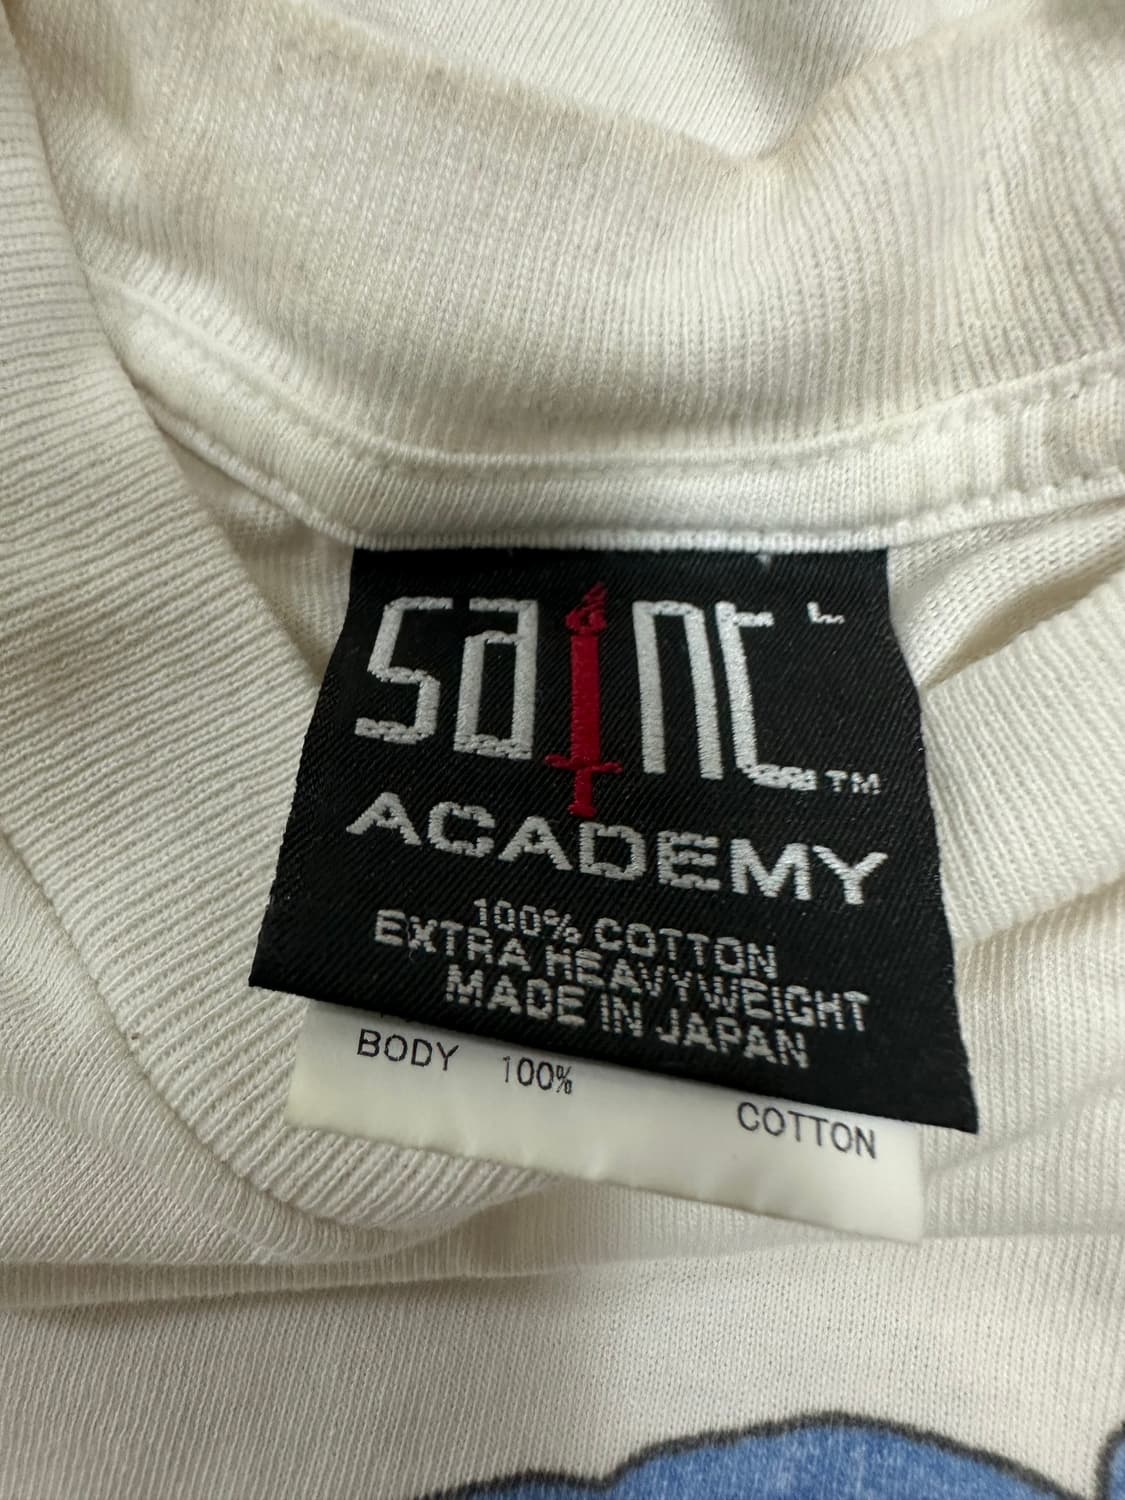 saint
TM
ACADEMY
100% COTTON
EXTRA HEAVYWEIGHT
MADE IN JAPAN
BODY 100% COTTON